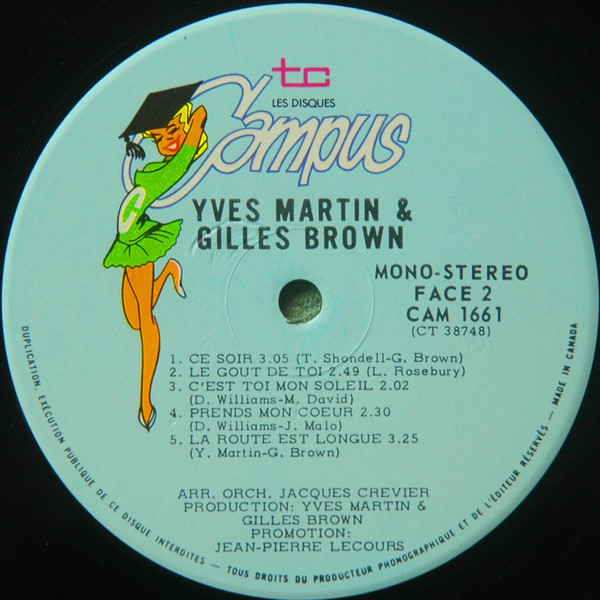 tc
LES DISQUES
Campus
C
YVES MARTIN &
GILLES BROWN
MONO-STEREO
FACE 2
CAM 1661
(CT 38748)
1. CE SOIR 3.05 (T. Shondell-G. Brown)
2. LE GOUT DE TOI 2.49 (L. Rosebury)
3. C'EST TOI MON SOLEIL 2.02
(D. Williams-M. David)
4. PRENDS MON COEUR 2.30
(D. Williams-J. Malo)
5. LA ROUTE EST LONGUE 3.25
(Y. Martin-G. Brown)
ARR. ORCH. JACQUES CREVIER
PRODUCTION: YVES MARTIN &
GILLES BROWN
PROMOTION:
JEAN-PIERRE LECOURS
DUPLICATION, EXÉCUTION PUBLIQUE DE CE DISQUE INTERDITES — TOUS DROITS DU PRODUCTEUR PHONOGRAPHIQUE ET DE L'ÉDITEUR RÉSERVÉS — MADE IN CANADA